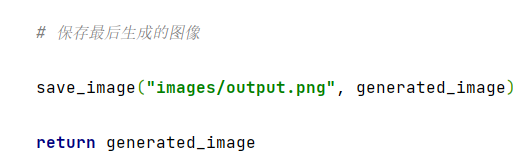 # 保存最后生成的图像
save_image("images/output.png", generated_image)
return generated_image